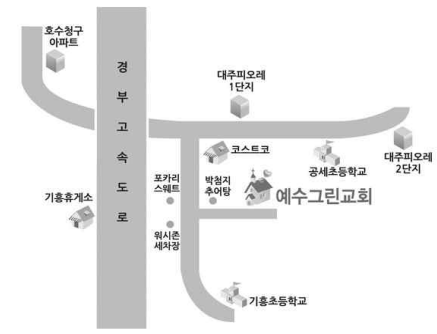 호수청구
아파트
경
부
고
속
도
로
대주피오레
1단지
코스트코
공세초등학교
대주피오레
2단지
포카리
스웨트
박첨지
추어탕
예수그린교회
기흥휴게소
워시존
세차장
기흥초등학교